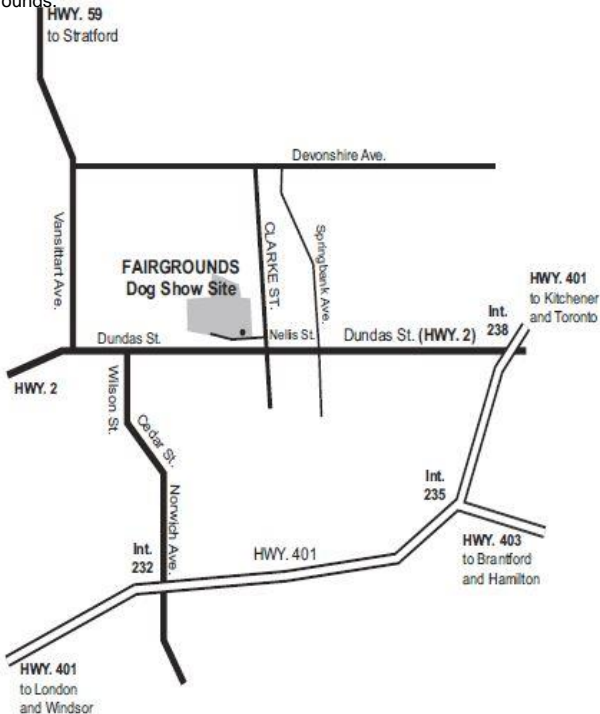 ounds.
HWY. 59
to Stratford
Devonshire Ave.
Vansittart Ave.
CLARKE ST.
Springbank Ave.
FAIRGROUNDS
Dog Show Site
HWY. 401
to Kitchener
and Toronto
Int.
238
Dundas St.
Nellis St.
Dundas St. (HWY. 2)
HWY. 2
Wilson St.
Cedar St.
Norwich Ave.
Int.
235
HWY. 403
to Brantford
and Hamilton
Int.
232
HWY. 401
HWY. 401
to London
and Windsor